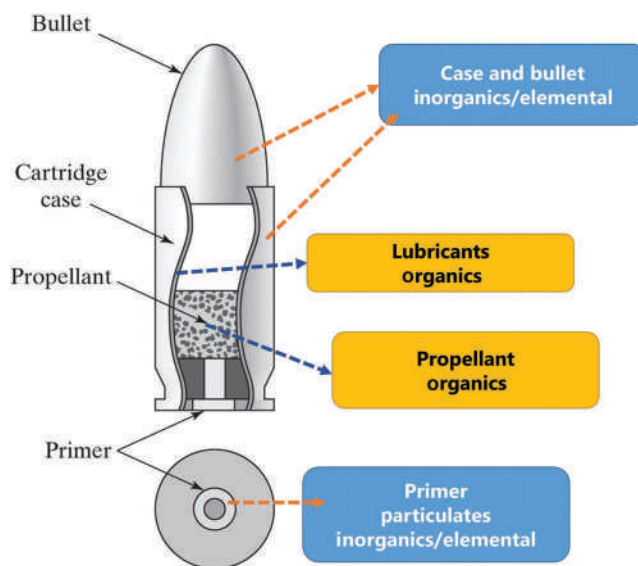 Bullet
Case and bullet
inorganics/elemental
Cartridge
case
Lubricants
organics
Propellant
Propellant
organics
Primer
Primer
particulates
inorganics/elemental